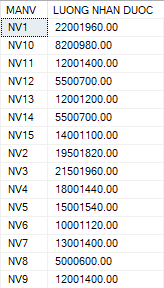 MANV LUONG NHAN DUOC
NV1 22001960.00
NV10 8200980.00
NV11 12001400.00
NV12 5500700.00
NV13 12001200.00
NV14 5500700.00
NV15 14001100.00
NV2 19501820.00
NV3 21501960.00
NV4 18001440.00
NV5 15001540.00
NV6 10001120.00
NV7 13001400.00
NV8 5000600.00
NV9 12001400.00